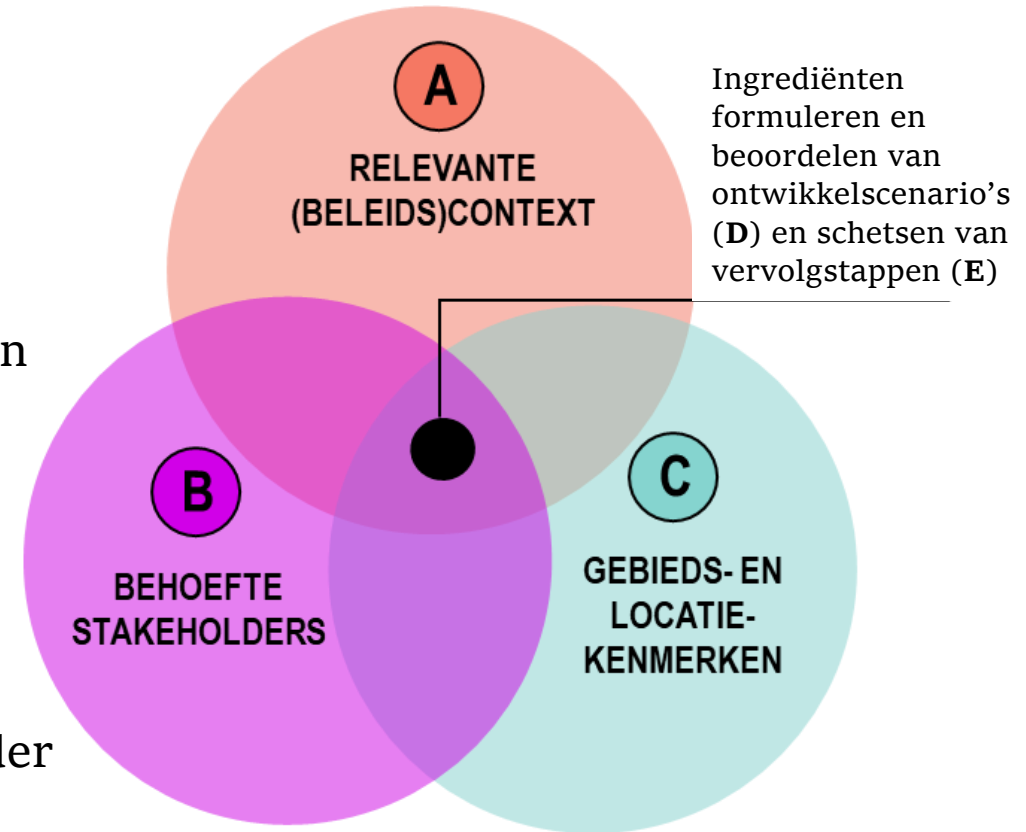 A
RELEVANTE
(BELEIDS)CONTEXT
Ingrediënten
formuleren en
beoordelen van
ontwikkelscenario’s
(D) en schetsen van
vervolgstappen (E)
n
B
BEHOEFTE
STAKEHOLDERS
C
GEBIEDS- EN
LOCATIE-
KENMERKEN
der